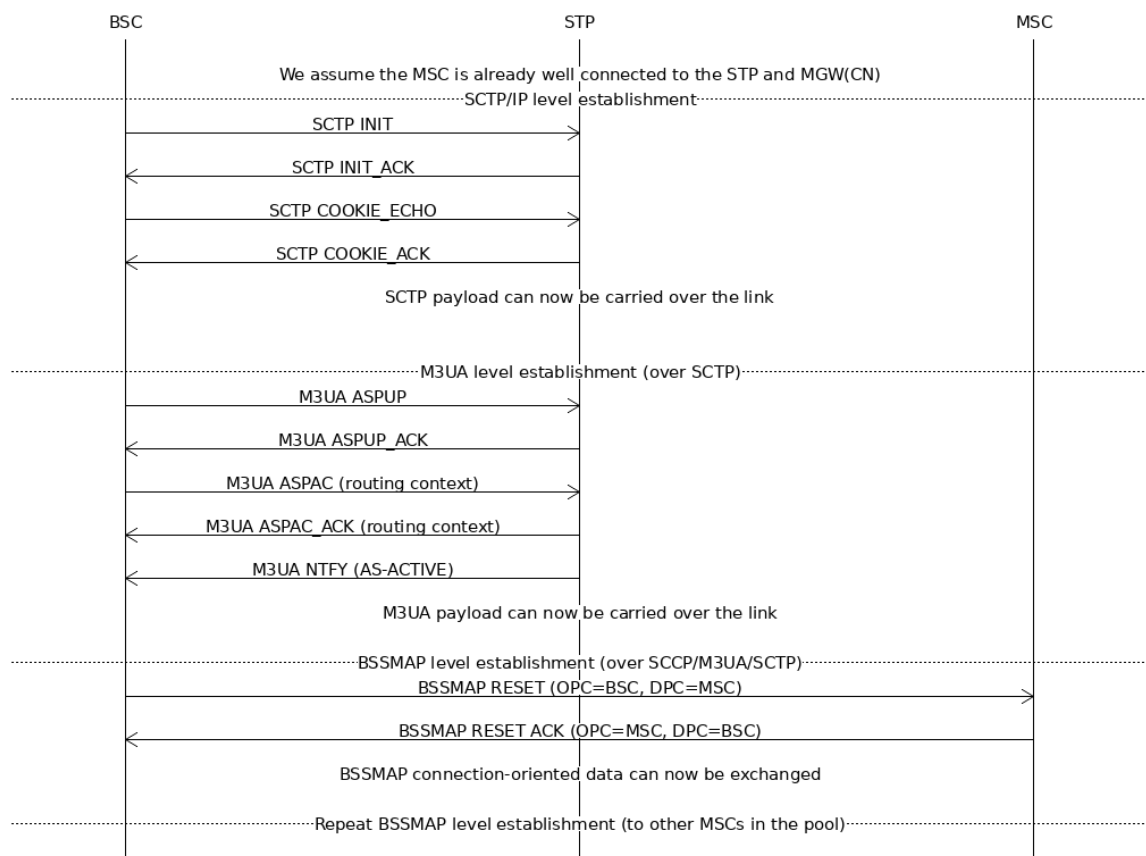 BSC STP MSC
We assume the MSC is already well connected to the STP and MGW(CN)
SCTP/IP level establishment
SCTP INIT
SCTP INIT_ACK
SCTP COOKIE_ECHO
SCTP COOKIE_ACK
SCTP payload can now be carried over the link
M3UA level establishment (over SCTP)
M3UA ASPUP
M3UA ASPUP_ACK
M3UA ASPAC (routing context)
M3UA ASPAC_ACK (routing context)
M3UA NTFY (AS-ACTIVE)
M3UA payload can now be carried over the link
BSSMAP level establishment (over SCCP/M3UA/SCTP)
BSSMAP RESET (OPC=BSC, DPC=MSC)
BSSMAP RESET ACK (OPC=MSC, DPC=BSC)
BSSMAP connection-oriented data can now be exchanged
Repeat BSSMAP level establishment (to other MSCs in the pool)